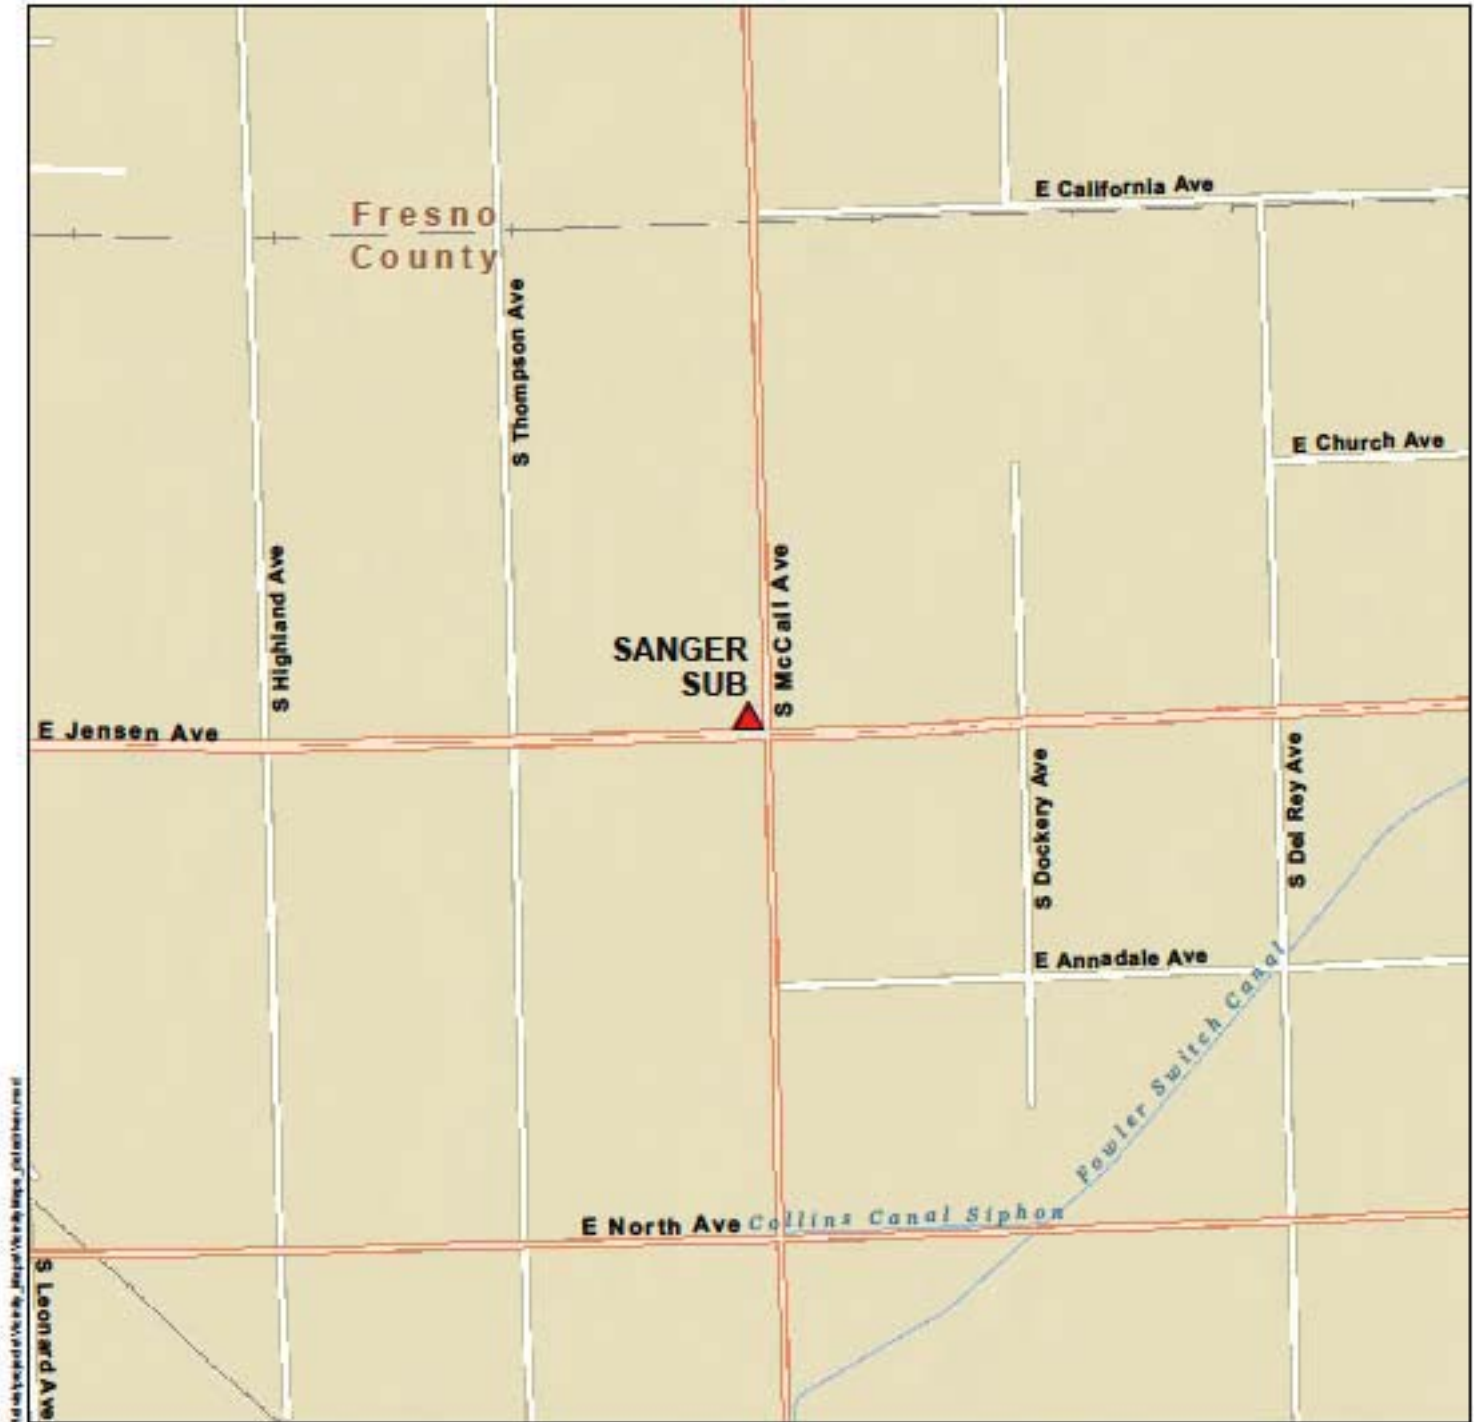 E California Ave
Fresno
County
S Thompson Ave
E Church Ave
S Highland Ave
S McCall Ave
SANGER
SUB
E Jensen Ave
S Dockery Ave
S Del Rey Ave
E Annadale Ave
Fowler Switch Canal
E North Ave
Collins Canal Siphon
S Leonard Ave